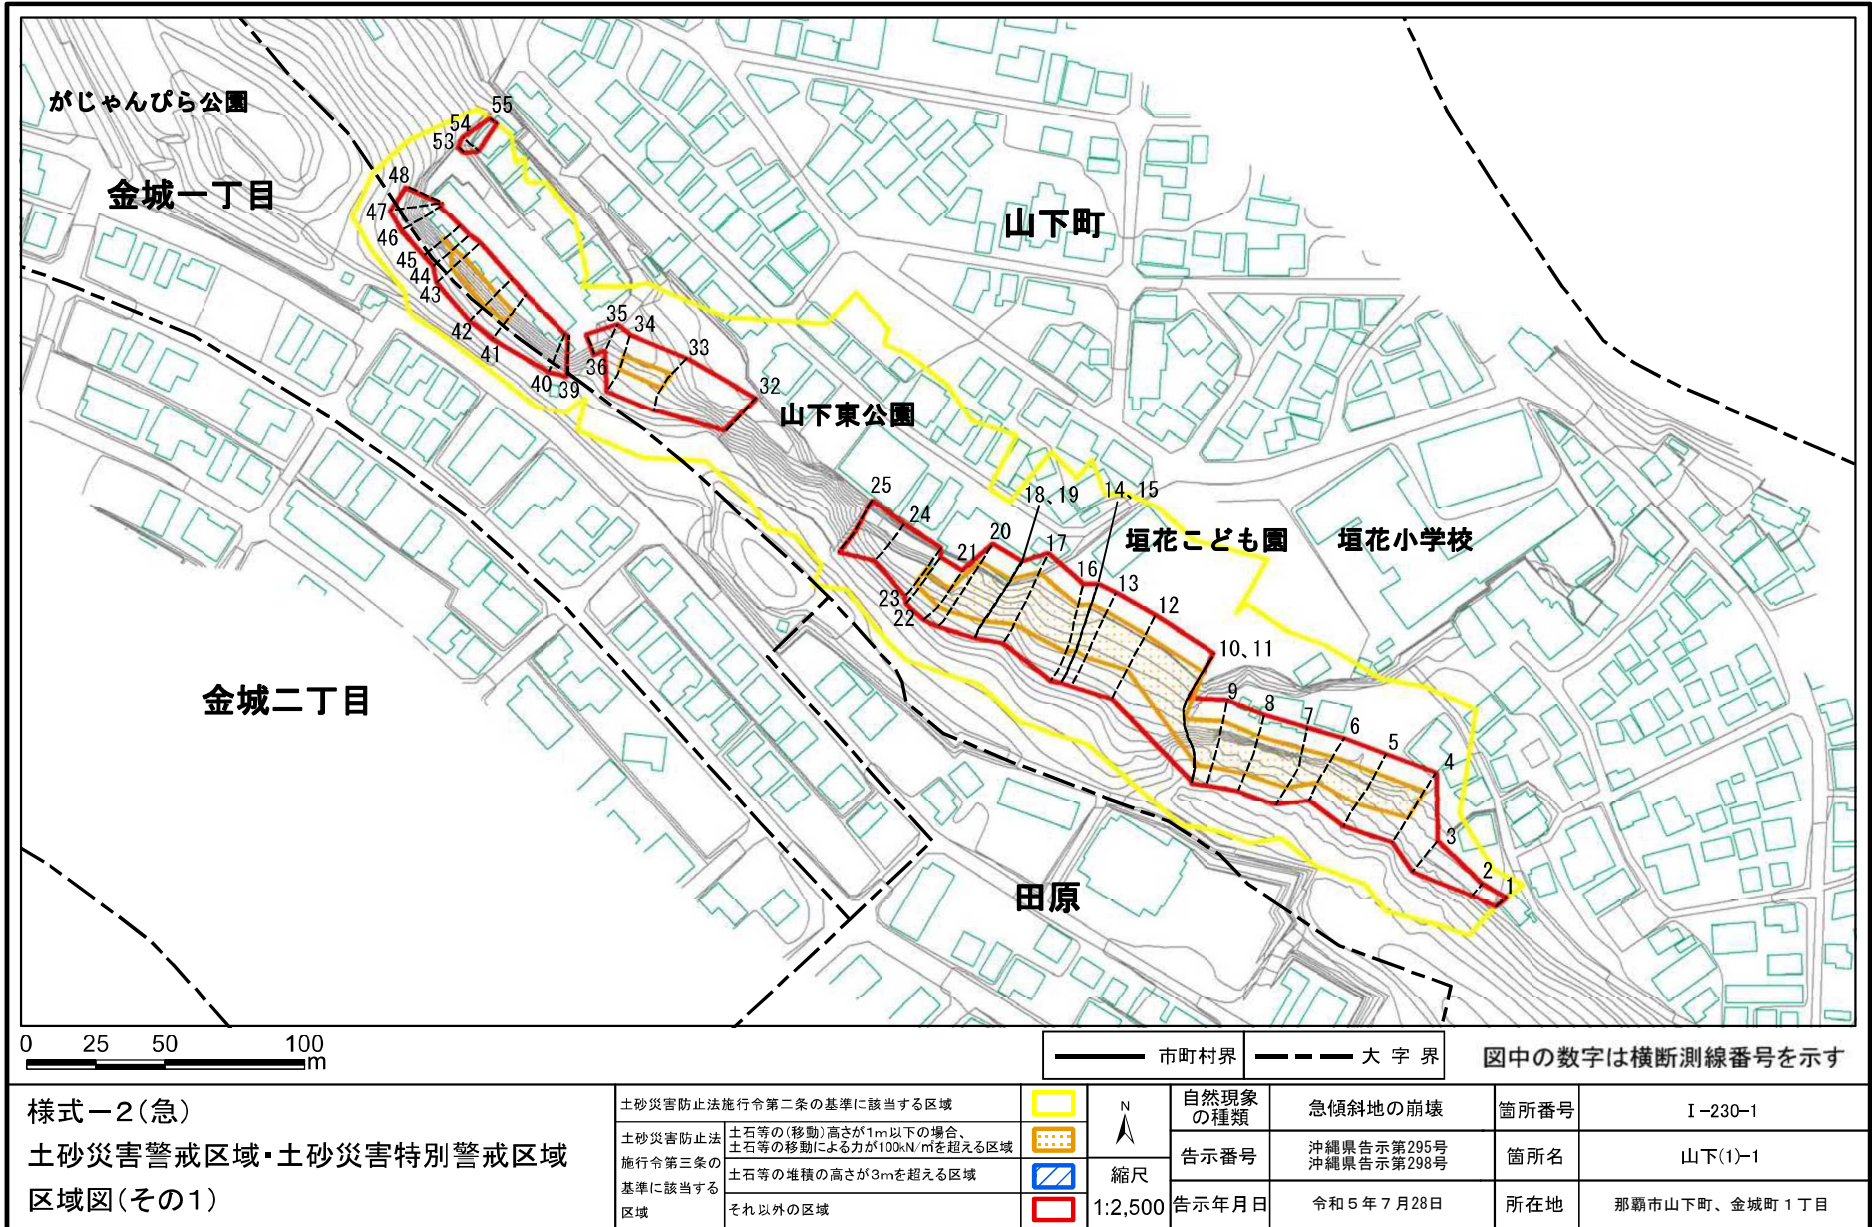 がじゃんぴら公園
金城一丁目
山下町
山下東公園
垣花こども園
垣花小学校
金城二丁目
田原
55
54
53
48
47
46
45
44
43
42
41
40
39
36
35
34
33
32
25
24
23
22
21
20
18、19
17
14、15
16
13
12
10、11
9
8
7
6
5
4
3
2
1
0 25 50 100
m
市町村界
大字界
図中の数字は横断測線番号を示す
様式－2(急)
土砂災害警戒区域・土砂災害特別警戒区域
区域図(その1)
土砂災害防止法施行令第二条の基準に該当する区域
土砂災害防止法
施行令第三条の
基準に該当する
区域
土石等の(移動)高さが1m以下の場合、
土石等の移動による力が100kN/㎡を超える区域
土石等の堆積の高さが3mを超える区域
それ以外の区域
N
縮尺
1:2,500
自然現象
の種類
急傾斜地の崩壊
箇所番号
Ⅰ-230-1
告示番号
沖縄県告示第295号
沖縄県告示第298号
箇所名
山下(1)-1
告示年月日
令和5年7月28日
所在地
那覇市山下町、金城町1丁目